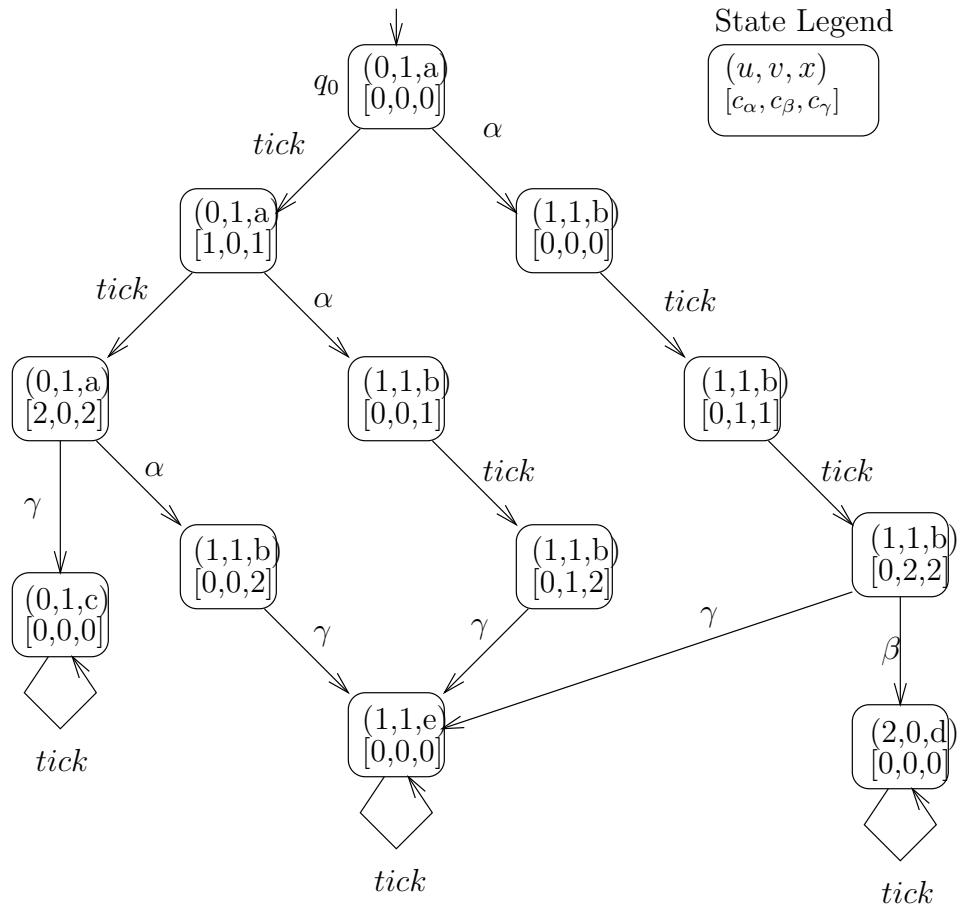 State Legend
(u, v, x)
[cα, cβ, cγ]
q0
(0,1,a)
[0,0,0]
tick
α
(0,1,a)
[1,0,1]
(1,1,b)
[0,0,0]
tick
α
tick
(0,1,a)
[2,0,2]
(1,1,b)
[0,0,1]
(1,1,b)
[0,1,1]
γ
α
tick
tick
(1,1,b)
[0,0,2]
(1,1,b)
[0,1,2]
(1,1,b)
[0,2,2]
(0,1,c)
[0,0,0]
γ
γ
γ
β
tick
(1,1,e)
[0,0,0]
(2,0,d)
[0,0,0]
tick
tick